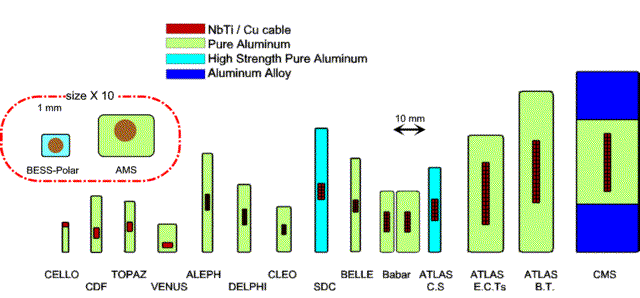 NbTi / Cu cable
Pure Aluminum
High Strength Pure Aluminum
Aluminum Alloy
size X 10
1 mm
BESS-Polar
AMS
10 mm
CELLO
CDF
TOPAZ
VENUS
ALEPH
DELPHI
CLEO
SDC
BELLE
Babar
ATLAS
C.S
ATLAS
E.C.Ts
ATLAS
B.T.
CMS